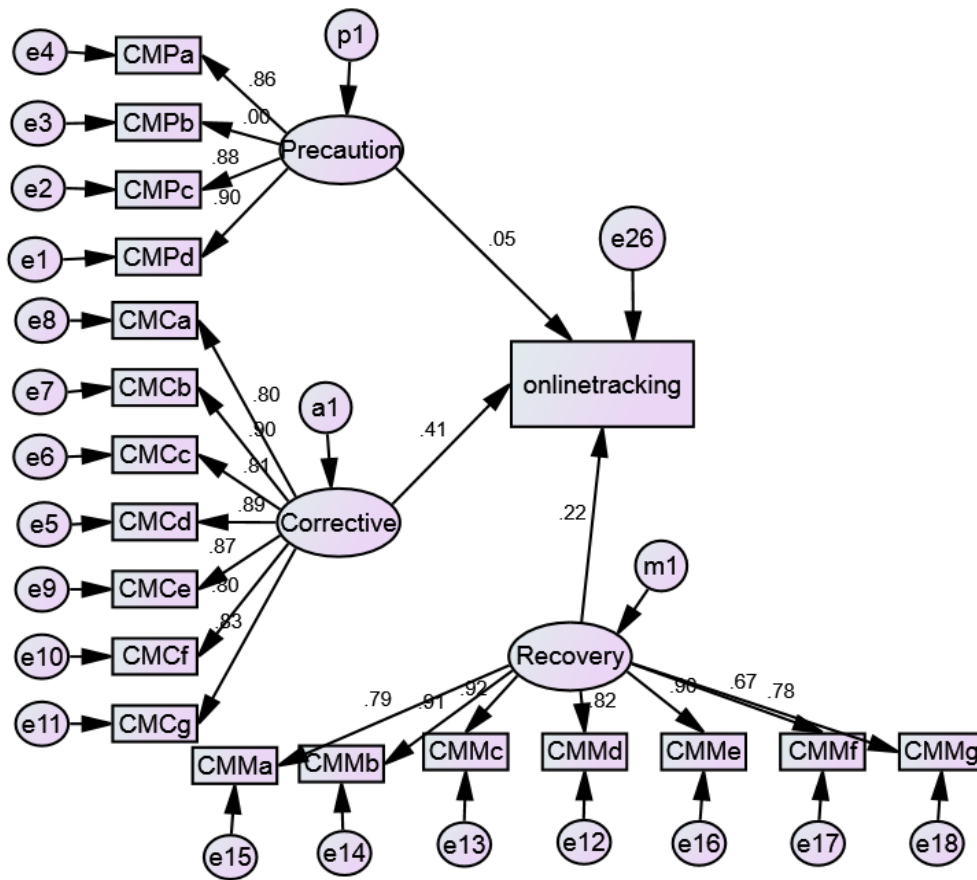 p1
e4
CMPa
.86
e3
CMPb
.00
Precaution
e2
CMPc
.88
.90
e1
CMPd
.05
e26
e8
CMCa
onlinetracking
e7
CMCb
.80
a1
.41
.90
e6
CMCc
.81
e5
CMCd
.89
Corrective
.22
.87
e9
CMCe
.80
m1
.83
e10
CMCf
Recovery
e11
CMCg
.79
.91
.92
.82
.90
.67
.78
CMMa
CMMb
CMMc
CMMd
CMMe
CMMf
CMMg
e15
e14
e13
e12
e16
e17
e18